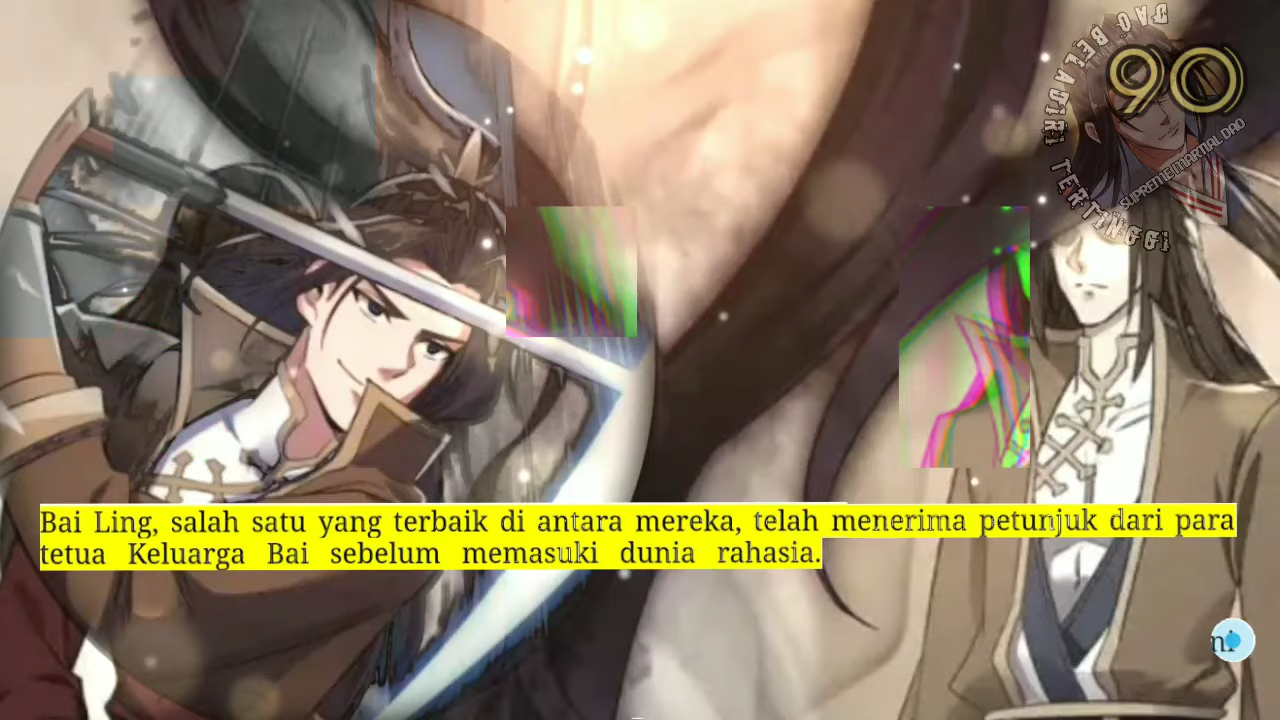 DAO BELADIRI TERTINGGI
90
SUPREME MARTIAL DAO
Bai Ling, salah satu yang terbaik di antara mereka, telah menerima petunjuk dari para
tetua Keluarga Bai sebelum memasuki dunia rahasia.